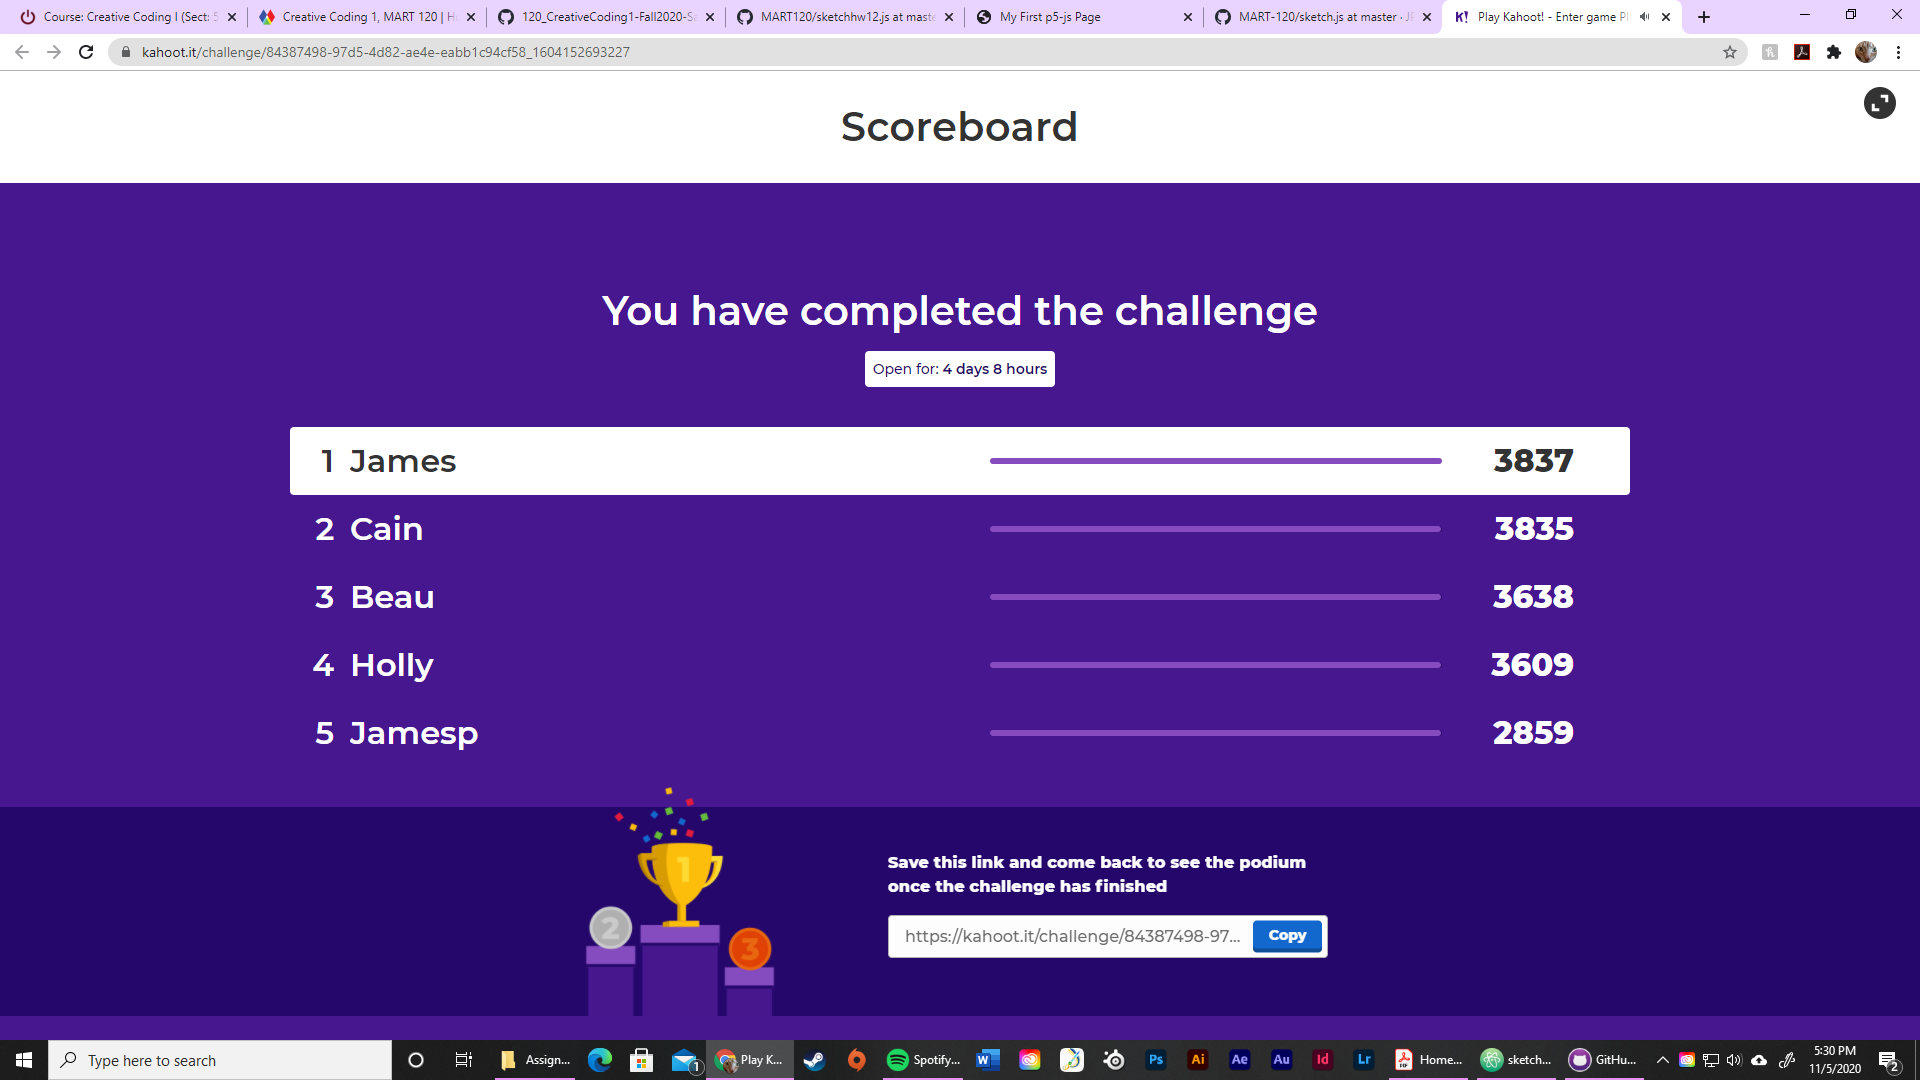 Course: Creative Coding I (Sect: 5
Creative Coding 1, MART 120 | H
120_CreativeCoding1-Fall2020-Sa
MART120/sketchhw12.js at maste
My First p5-js Page
MART-120/sketch.js at master · J
Play Kahoot! - Enter game P
kahoot.it/challenge/84387498-97d5-4d82-ae4e-eabb1c94cf58_1604152693227
Scoreboard
You have completed the challenge
Open for: 4 days 8 hours
1 James 3837
2 Cain 3835
3 Beau 3638
4 Holly 3609
5 Jamesp 2859
1
2
3
Save this link and come back to see the podium
once the challenge has finished
https://kahoot.it/challenge/84387498-97... Copy
Type here to search
Assign...
1
Play K...
Spotify...
Ps
Ai
Ae
Au
Id
Lr
Home...
sketch...
GitHu...
5:30 PM
11/5/2020
2